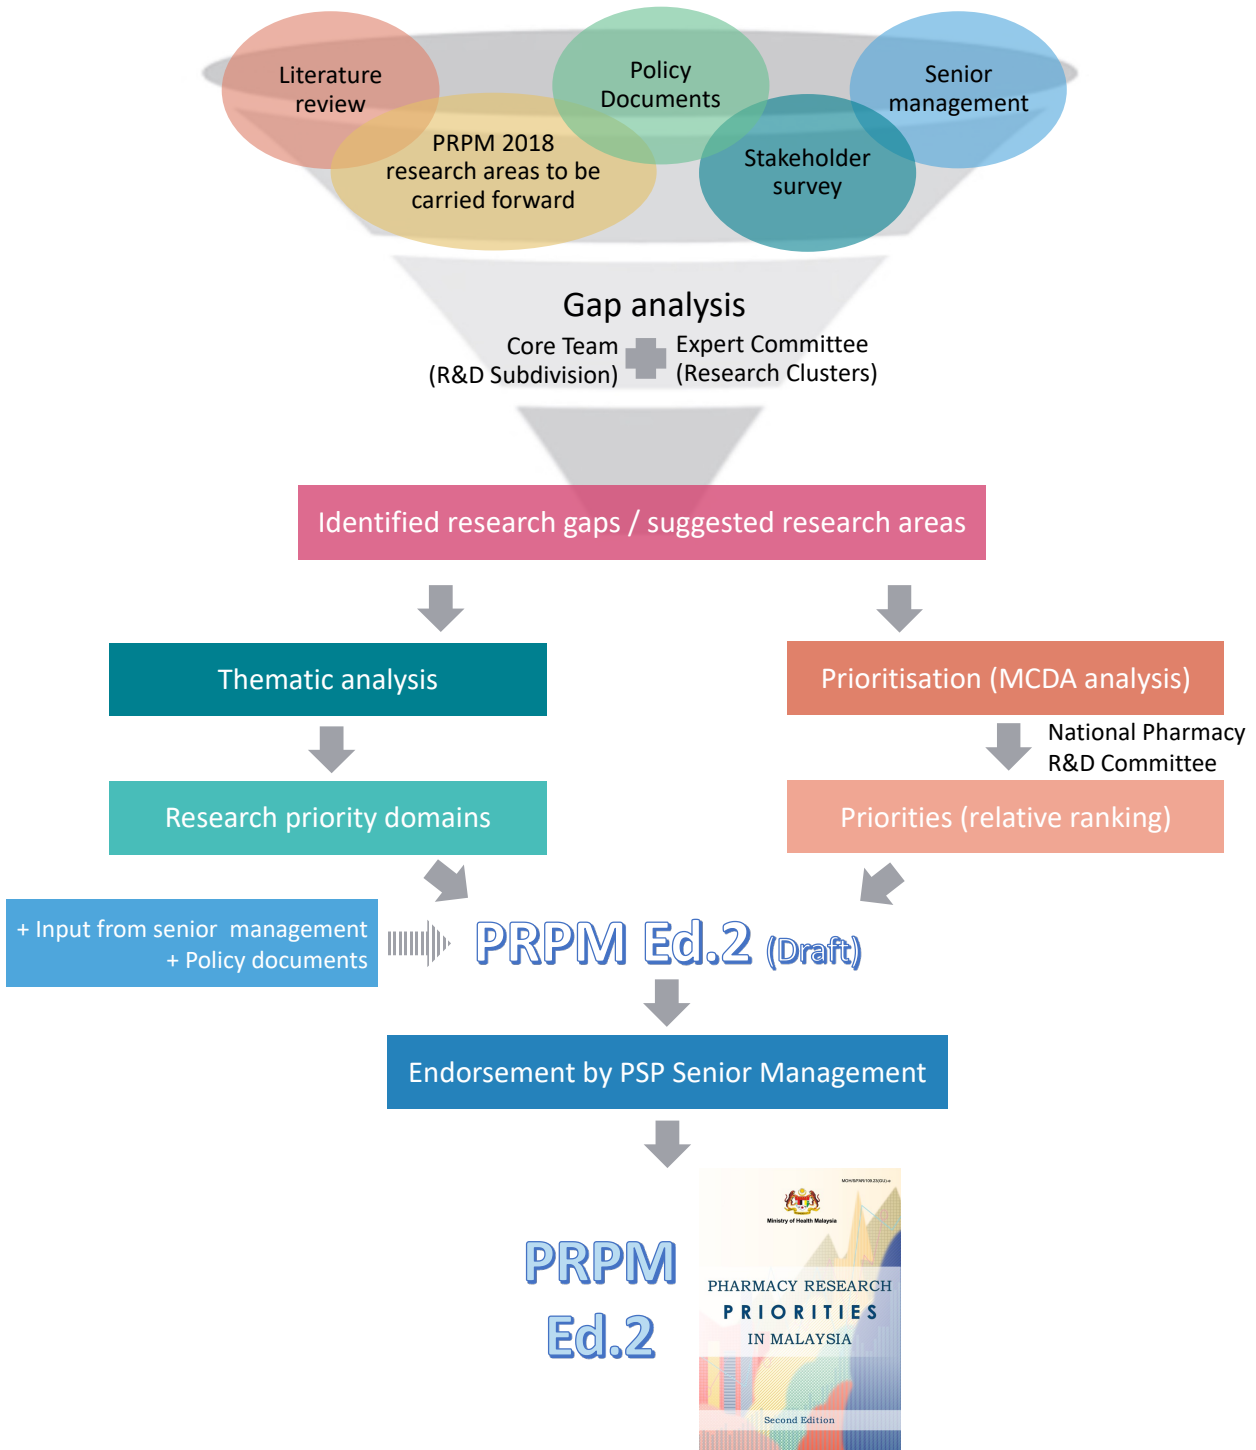 Literature
review
Policy
Documents
Senior
management
PRPM 2018
research areas to be
carried forward
Stakeholder
survey
Gap analysis
Core Team
(R&D Subdivision)
Expert Committee
(Research Clusters)
Identified research gaps / suggested research areas
Thematic analysis
Prioritisation (MCDA analysis)
National Pharmacy
R&D Committee
Research priority domains
Priorities (relative ranking)
+ Input from senior management
+ Policy documents
PRPM Ed.2 (Draft)
Endorsement by PSP Senior Management
PRPM
Ed.2
Ministry of Health Malaysia
PHARMACY RESEARCH
PRIORITIES
IN MALAYSIA
Second Edition